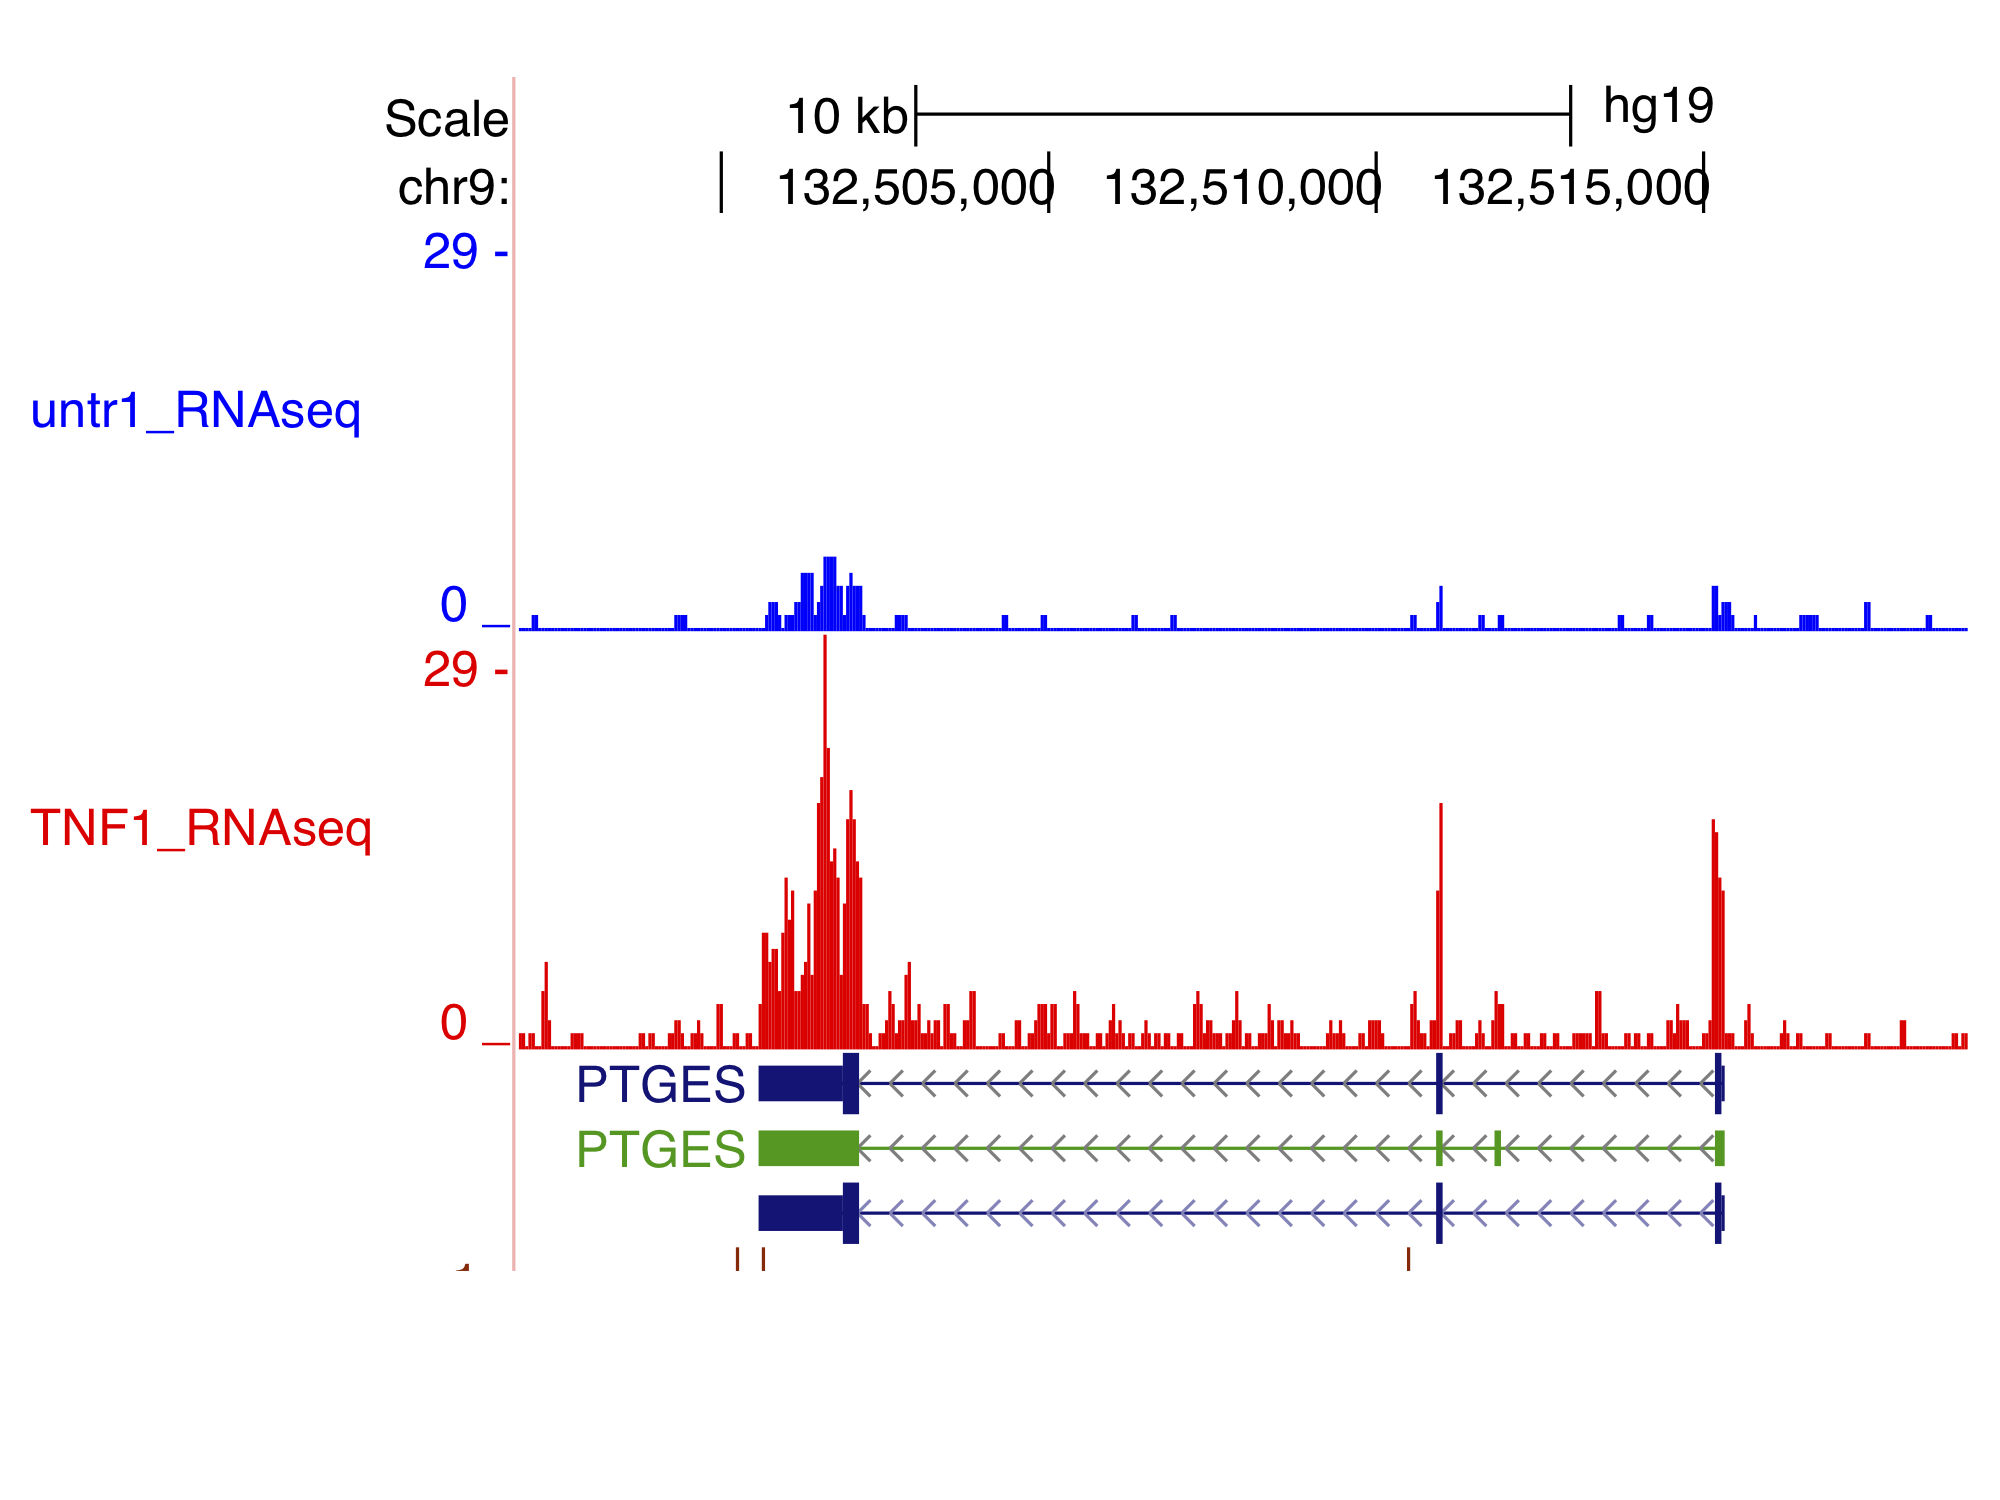 Scale 10 kb hg19
chr9: 132,505,000 132,510,000 132,515,000
29 -
untr1_RNAseq
0 _
29 -
TNF1_RNAseq
0 _
PTGES
PTGES